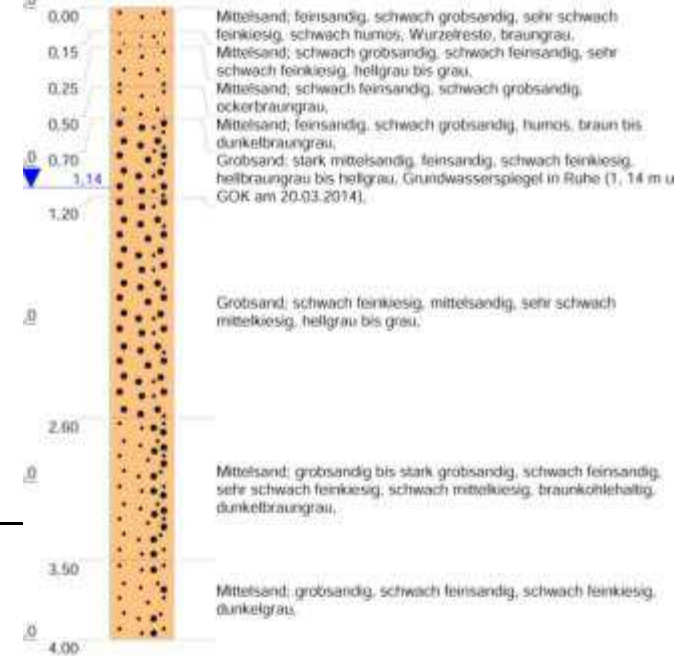 0.00
Mittelsand; feinsandig, schwach grobsandig, sehr schwach
feinkiesig, schwach humos, Wurzelreste, braungrau,
0.15
Mittelsand; schwach grobsandig, schwach feinsandig, sehr
schwach feinkiesig, hellgrau bis grau,
0.25
Mittelsand; schwach feinsandig, schwach grobsandig,
ockerbraungrau,
0.50
Mittelsand; feinsandig, schwach grobsandig, humos, braun bis
dunkelbraungrau,
.0
0.70
Grobsand; stark mittelsandig, feinsandig, schwach feinkiesig,
1,14
hellbraungrau bis hellgrau, Grundwasserspiegel in Ruhe (1, 14 m u
GOK am 20.03.2014),
1.20
.0
Grobsand; schwach feinkiesig, mittelsandig, sehr schwach
mittelkiesig, hellgrau bis grau,
2.60
.0
Mittelsand; grobsandig bis stark grobsandig, schwach feinsandig,
sehr schwach feinkiesig, schwach mittelkiesig, braunkohlehaltig,
dunkelbraungrau,
3.50
Mittelsand; grobsandig, schwach feinsandig, schwach feinkiesig,
dunkelgrau,
.0
4.00